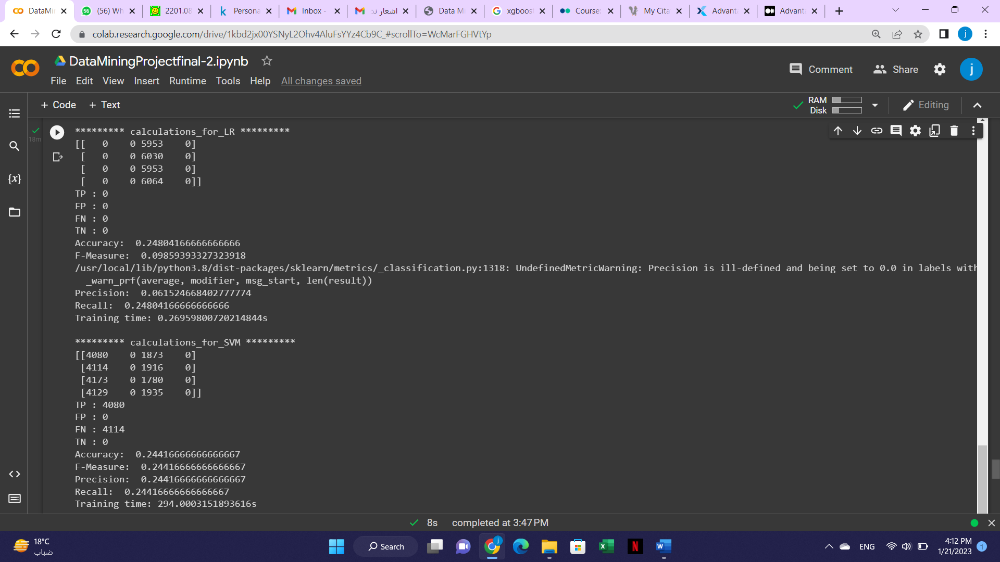 DataMin
(56) Wh
2201.08
Persona
Inbox -
اشعار نذ
Data Mi
xgboost
Course:
My Cita
Advanta
Advanta
colab.research.google.com/drive/1kbd2jx00YSNyL2Ohv4AluFsYYz4Cb9C_#scrollTo=WcMarFGHVtYp
j
DataMiningProjectfinal-2.ipynb
File Edit View Insert Runtime Tools Help All changes saved
Comment Share j
+ Code + Text
RAM
Disk
Editing
18m
********* calculations_for_LR *********
[[   0    0 5953    0]
 [   0    0 6030    0]
 [   0    0 5953    0]
 [   0    0 6064    0]]
TP : 0
FP : 0
FN : 0
TN : 0
Accuracy:  0.24804166666666666
F-Measure:  0.09859393327323918
/usr/local/lib/python3.8/dist-packages/sklearn/metrics/_classification.py:1318: UndefinedMetricWarning: Precision is ill-defined and being set to 0.0 in labels with
  _warn_prf(average, modifier, msg_start, len(result))
Precision:  0.061524668402777774
Recall:  0.24804166666666666
Training time: 0.26959800720214844s
********* calculations_for_SVM *********
[[4080    0 1873    0]
 [4114    0 1916    0]
 [4173    0 1780    0]
 [4129    0 1935    0]]
TP : 4080
FP : 0
FN : 4114
TN : 0
Accuracy:  0.24416666666666667
F-Measure:  0.24416666666666667
Precision:  0.24416666666666667
Recall:  0.24416666666666667
Training time: 294.0003151893616s
8s completed at 3:47 PM
18°C
ضباب
Search
ENG
4:12 PM
1/21/2023
1